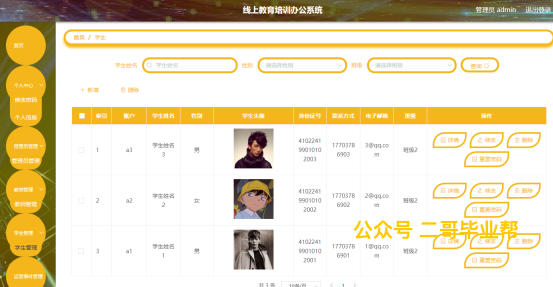 线上教育培训办公系统
管理员 admin 退出登录
首页
首页 / 学生
个人中心
修改密码
个人信息
管理员管理
管理员管理
教师管理
教师管理
学生管理
学生管理
学生姓名 学生姓名 性别 请选择性别 班级 请选择班级 查询
+ 新增 删除
索引 账户 学生姓名 性别 学生头像 身份证号 联系方式 电子邮箱 班级 操作
1 a3 学生姓名3 男 410224199010102003 17703786903 3@qq.com 班级2 详情 修改 删除
重置密码
2 a2 学生姓名2 女 410224199010102002 17703786902 2@qq.com 班级2 详情 修改 删除
重置密码
3 a1 学生姓名1 男 410224199010102001 17703786901 1@qq.com 班级2 详情 修改 删除
重置密码
公众号 二哥毕业帮
共 3 条 10条/页 1